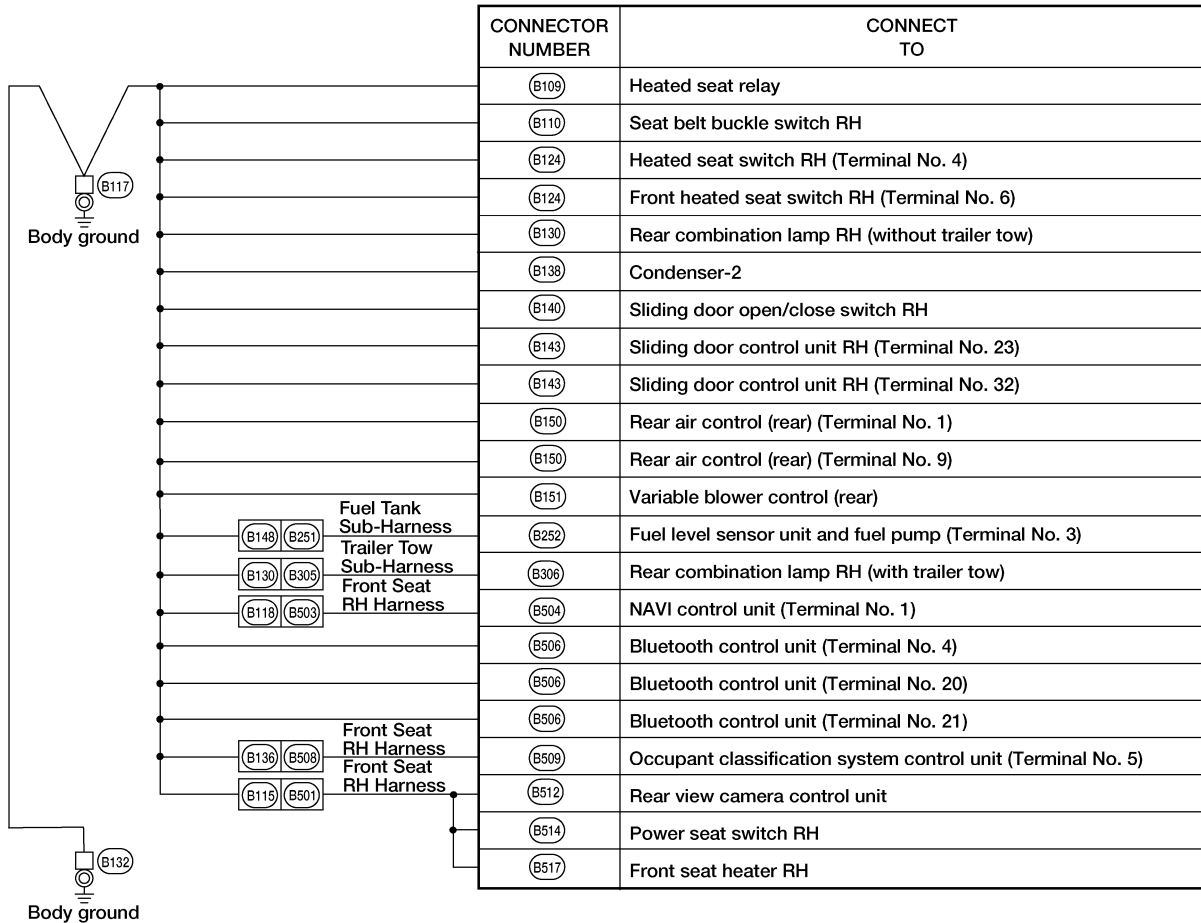 CONNECTOR NUMBER CONNECT TO
B109 Heated seat relay
B110 Seat belt buckle switch RH
B124 Heated seat switch RH (Terminal No. 4)
B117
B124 Front heated seat switch RH (Terminal No. 6)
Body ground
B130 Rear combination lamp RH (without trailer tow)
B138 Condenser-2
B140 Sliding door open/close switch RH
B143 Sliding door control unit RH (Terminal No. 23)
B143 Sliding door control unit RH (Terminal No. 32)
B150 Rear air control (rear) (Terminal No. 1)
B150 Rear air control (rear) (Terminal No. 9)
B151 Variable blower control (rear)
Fuel Tank
Sub-Harness
B148 B251 B252 Fuel level sensor unit and fuel pump (Terminal No. 3)
Trailer Tow
Sub-Harness
B130 B305 B306 Rear combination lamp RH (with trailer tow)
Front Seat
RH Harness
B118 B503 B504 NAVI control unit (Terminal No. 1)
B506 Bluetooth control unit (Terminal No. 4)
B506 Bluetooth control unit (Terminal No. 20)
B506 Bluetooth control unit (Terminal No. 21)
Front Seat
RH Harness
B136 B508 B509 Occupant classification system control unit (Terminal No. 5)
Front Seat
RH Harness
B115 B501 B512 Rear view camera control unit
B514 Power seat switch RH
B132
B517 Front seat heater RH
Body ground